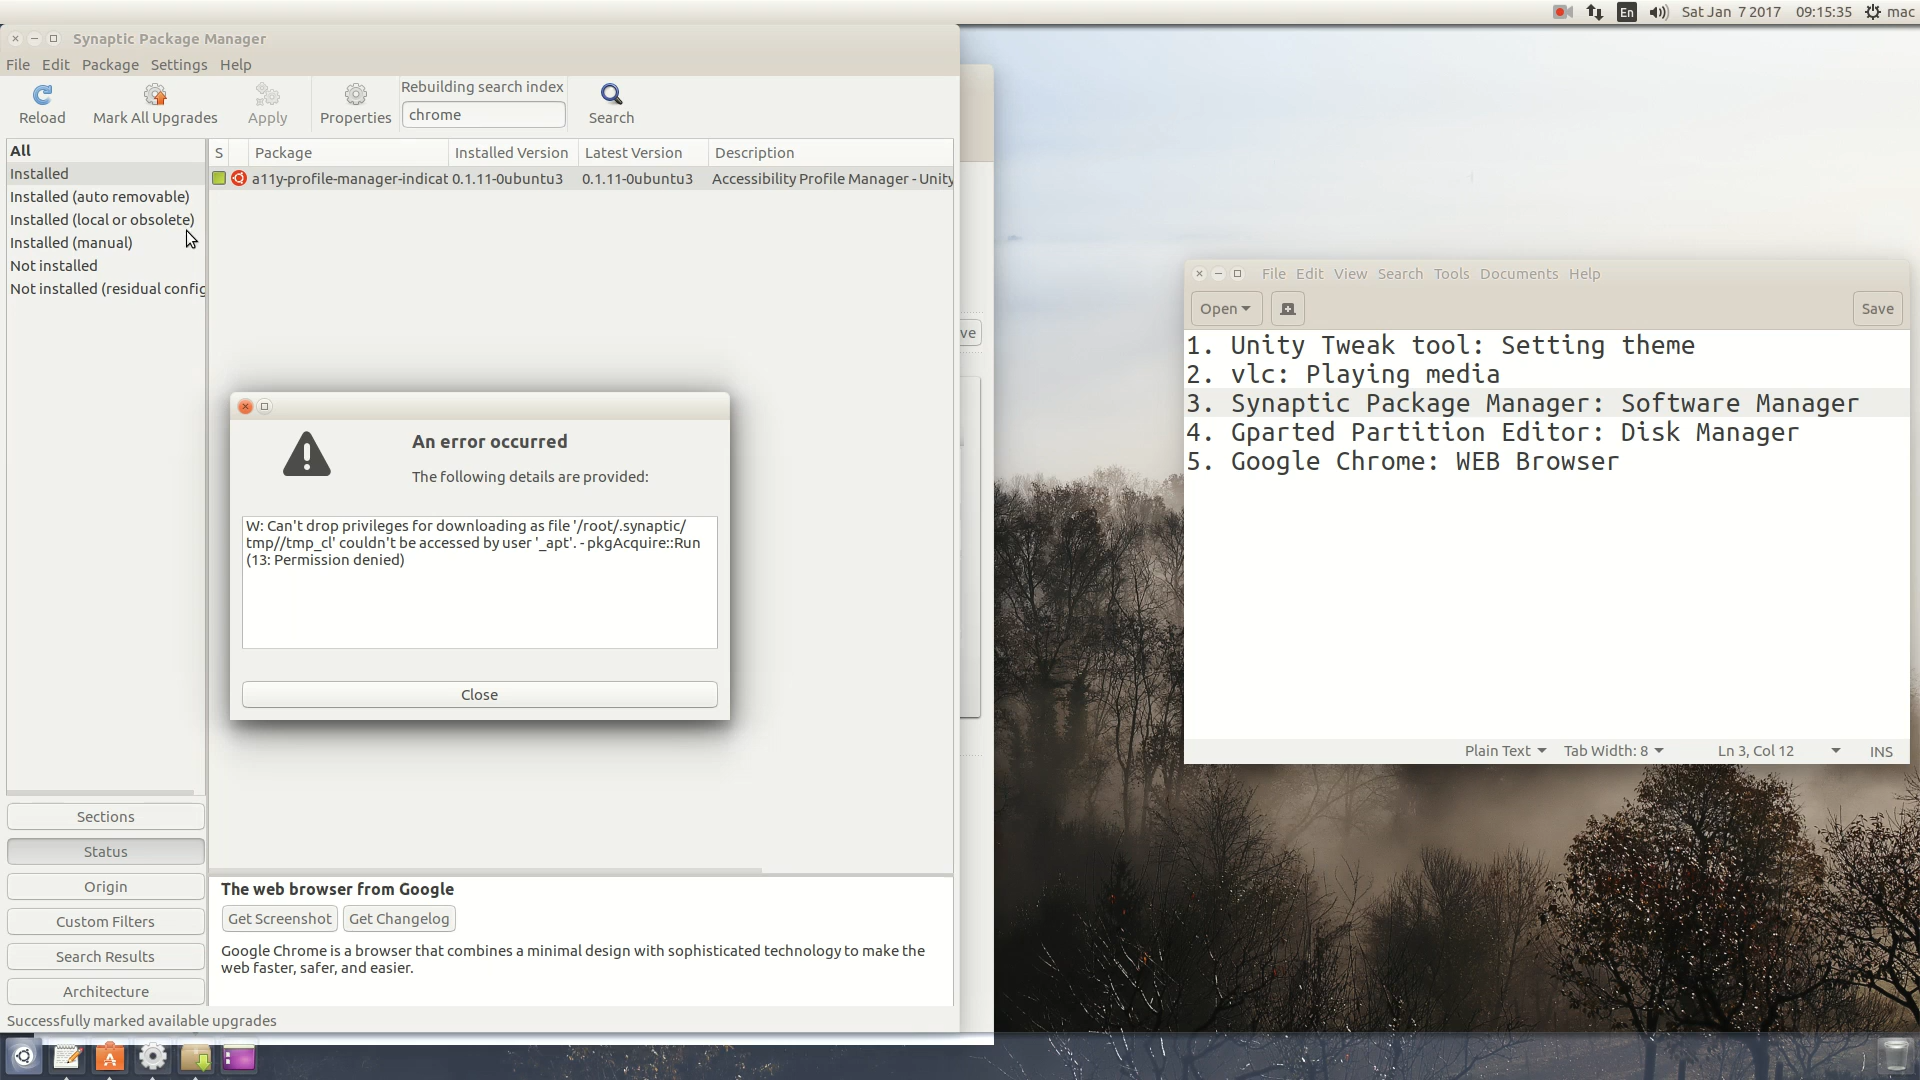 En Sat Jan 7 2017 09:15:35 mac
Synaptic Package Manager
File Edit Package Settings Help
Reload Mark All Upgrades Apply Properties Rebuilding search index chrome Search
All
Installed
Installed (auto removable)
Installed (local or obsolete)
Installed (manual)
Not installed
Not installed (residual config
S Package Installed Version Latest Version Description
a11y-profile-manager-indicat 0.1.11-0ubuntu3 0.1.11-0ubuntu3 Accessibility Profile Manager - Unity
An error occurred
The following details are provided:
W: Can't drop privileges for downloading as file '/root/.synaptic/
tmp//tmp_cl' couldn't be accessed by user '_apt'. - pkgAcquire::Run
(13: Permission denied)
Close
Sections
Status
Origin
Custom Filters
Search Results
Architecture
The web browser from Google
Get Screenshot Get Changelog
Google Chrome is a browser that combines a minimal design with sophisticated technology to make the
web faster, safer, and easier.
Successfully marked available upgrades
ve
File Edit View Search Tools Documents Help
Open Save
1. Unity Tweak tool: Setting theme
2. vlc: Playing media
3. Synaptic Package Manager: Software Manager
4. Gparted Partition Editor: Disk Manager
5. Google Chrome: WEB Browser
Plain Text Tab Width: 8 Ln 3, Col 12 INS